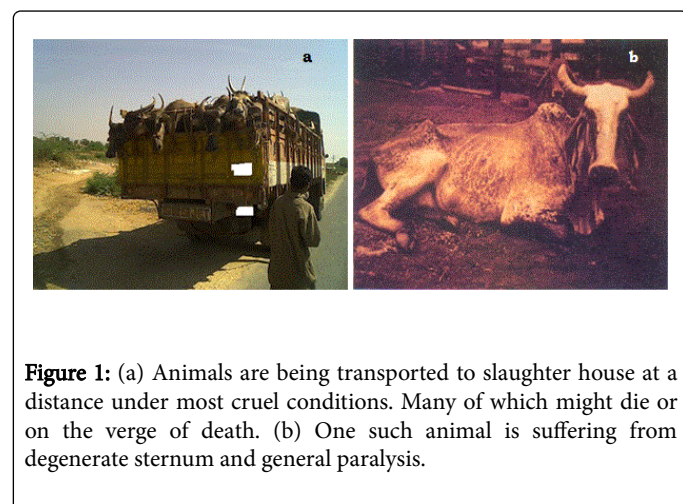 a
b
Figure 1: (a) Animals are being transported to slaughter house at a
distance under most cruel conditions. Many of which might die or
on the verge of death. (b) One such animal is suffering from
degenerate sternum and general paralysis.